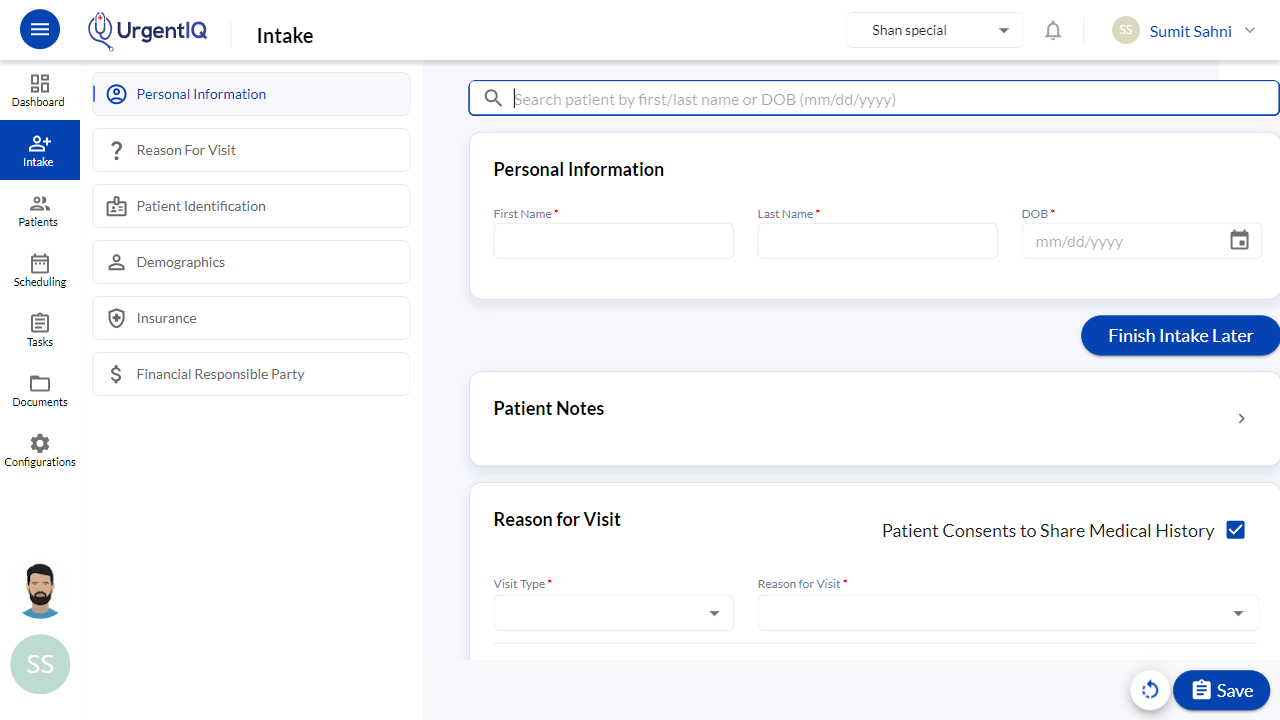 UrgentIQ
Intake
Shan special
SS
Sumit Sahni
Dashboard
Intake
Patients
Scheduling
Tasks
Documents
Configurations
SS
Personal Information
Reason For Visit
Patient Identification
Demographics
Insurance
Financial Responsible Party
Search patient by first/last name or DOB (mm/dd/yyyy)
Personal Information
First Name *
Last Name *
DOB *
mm/dd/yyyy
Finish Intake Later
Patient Notes
Reason for Visit
Patient Consents to Share Medical History
Visit Type *
Reason for Visit *
Save